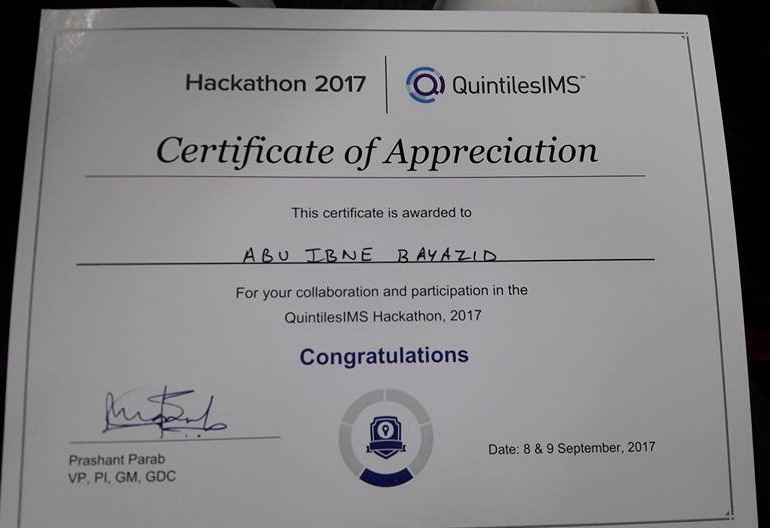 Hackathon 2017
QuintilesIMS™
Certificate of Appreciation
This certificate is awarded to
ABU IBNE BAYAZID
For your collaboration and participation in the
QuintilesIMS Hackathon, 2017
Congratulations
Prashant Parab
VP, PI, GM, GDC
Date: 8 & 9 September, 2017